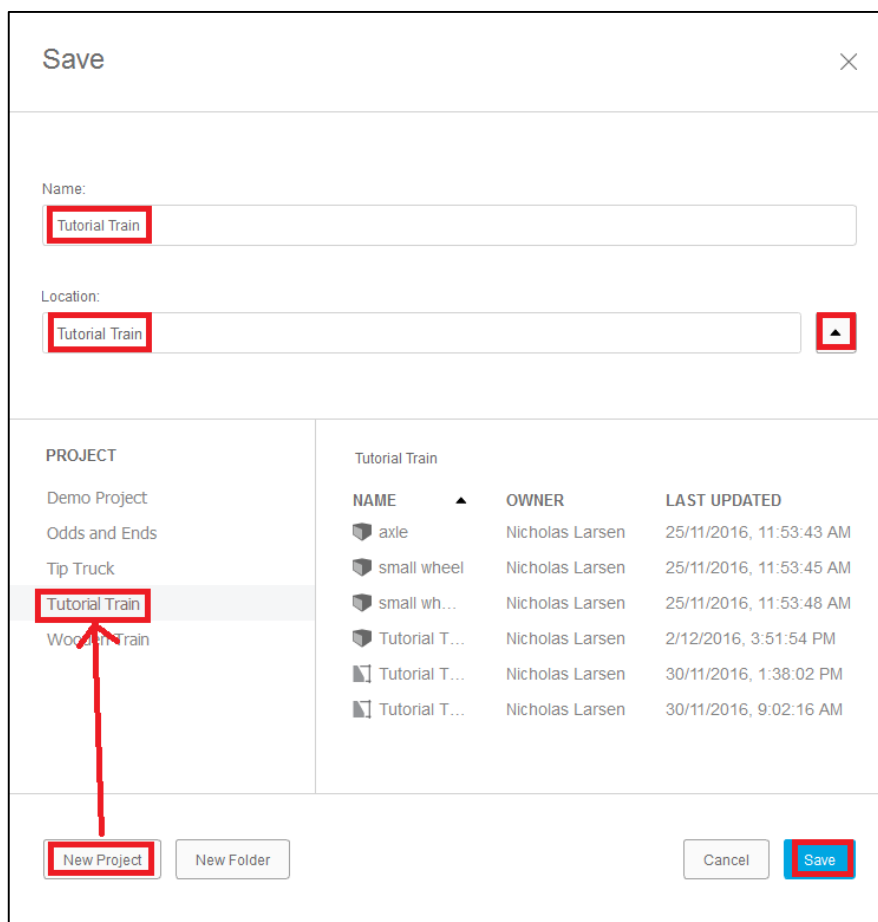 Save
Name:
Tutorial Train
Location:
Tutorial Train
PROJECT
Demo Project
Odds and Ends
Tip Truck
Tutorial Train
Wooden Train
Tutorial Train
NAME OWNER LAST UPDATED
axle Nicholas Larsen 25/11/2016, 11:53:43 AM
small wheel Nicholas Larsen 25/11/2016, 11:53:45 AM
small wh... Nicholas Larsen 25/11/2016, 11:53:48 AM
Tutorial T... Nicholas Larsen 2/12/2016, 3:51:54 PM
Tutorial T... Nicholas Larsen 30/11/2016, 1:38:02 PM
Tutorial T... Nicholas Larsen 30/11/2016, 9:02:16 AM
New Project New Folder Cancel Save